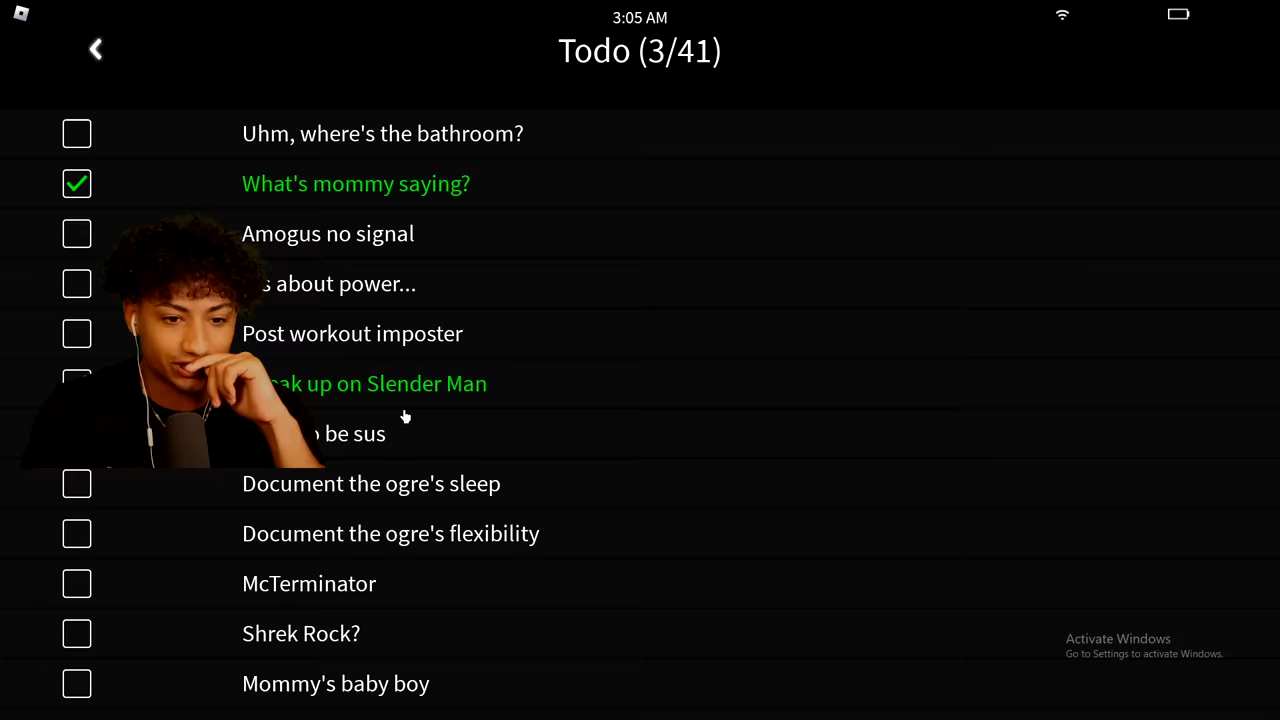 3:05 AM
Todo (3/41)
Uhm, where's the bathroom?
What's mommy saying?
Amogus no signal
s about power...
Post workout imposter
ak up on Slender Man
be sus
Document the ogre's sleep
Document the ogre's flexibility
McTerminator
Shrek Rock?
Mommy's baby boy
Activate Windows
Go to Settings to activate Windows.